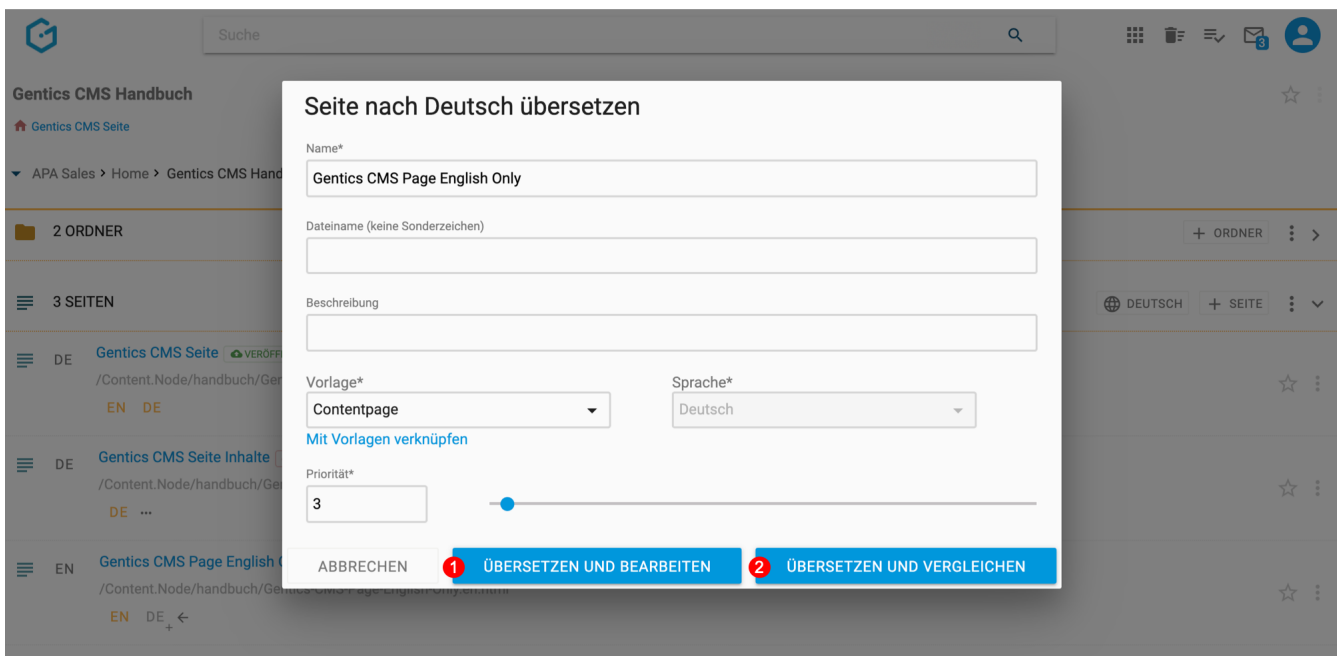 Suche
3
Gentics CMS Handbuch
Gentics CMS Seite
APA Sales > Home > Gentics CMS Hand
2 ORDNER
+ ORDNER
3 SEITEN
DEUTSCH
+ SEITE
DE
Gentics CMS Seite
VERÖFF
/Content.Node/handbuch/Gen
EN DE
DE
Gentics CMS Seite Inhalte
/Content.Node/handbuch/Ge
DE ...
EN
Gentics CMS Page English O
/Content.Node/handbuch/Gentics-CMS-Page-English-Only.en.html
EN DE + ←
Seite nach Deutsch übersetzen
Name*
Gentics CMS Page English Only
Dateiname (keine Sonderzeichen)
Beschreibung
Vorlage*
Contentpage
Mit Vorlagen verknüpfen
Sprache*
Deutsch
Priorität*
3
ABBRECHEN
1 ÜBERSETZEN UND BEARBEITEN
2 ÜBERSETZEN UND VERGLEICHEN